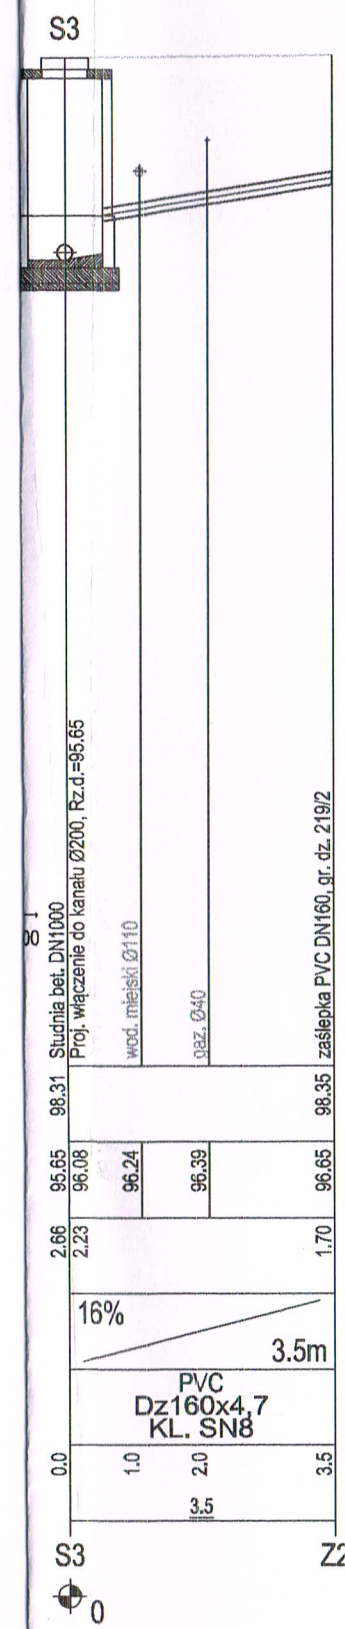 S3
Studnia bet. DN1000
Proj. włączenie do kanału Ø200, Rz.d.=95.65
wod. miejski Ø110
gaz. Ø40
zaślepka PVC DN160, gr. dz. 219/2
98.31
98.35
95.65
96.08
96.24
96.39
96.65
2.66
2.23
1.70
16%
3.5m
PVC
Dz160x4,7
KL. SN8
0.0
1.0
2.0
3.5
3.5
S3
Z2
0